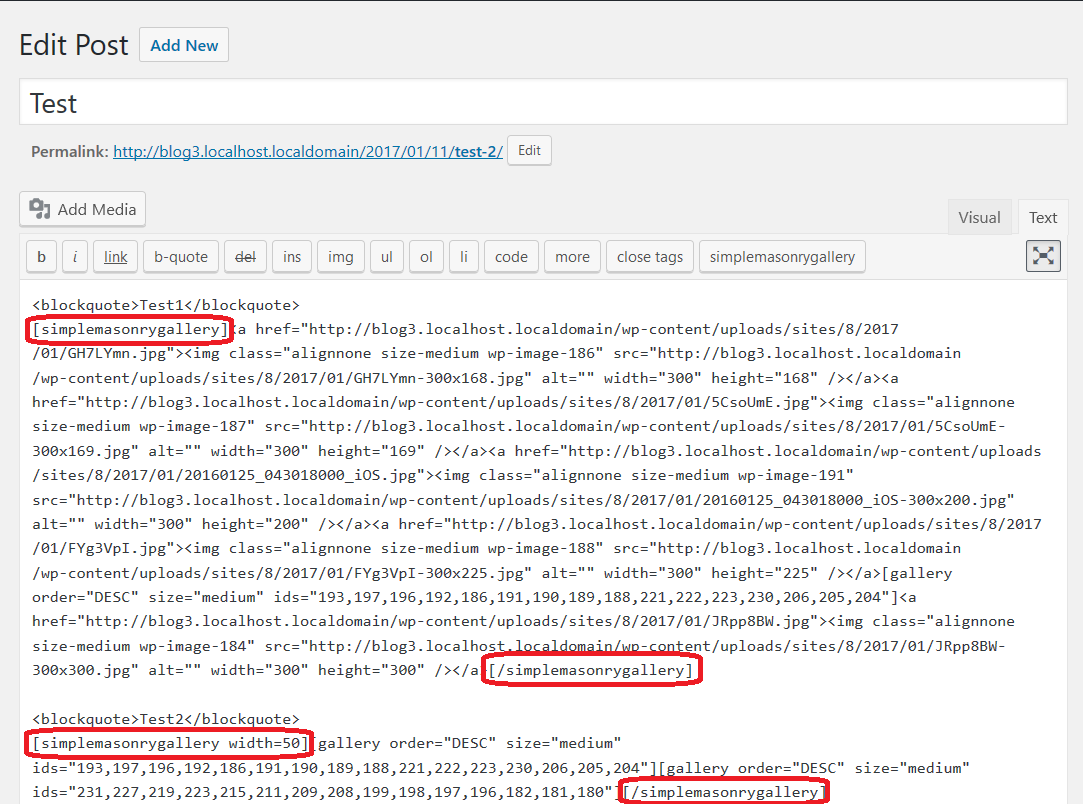 Edit Post Add New
Test
Permalink: http://blog3.localhost.localdomain/2017/01/11/test-2/ Edit
Add Media
Visual Text
b i link b-quote del ins img ul ol li code more close tags simplemasonrygallery
<blockquote>Test1</blockquote>
[simplemasonrygallery]<a href="http://blog3.localhost.localdomain/wp-content/uploads/sites/8/2017
/01/GH7LYmn.jpg"><img class="alignnone size-medium wp-image-186" src="http://blog3.localhost.localdomain
/wp-content/uploads/sites/8/2017/01/GH7LYmn-300x168.jpg" alt="" width="300" height="168" /></a><a
href="http://blog3.localhost.localdomain/wp-content/uploads/sites/8/2017/01/5CsoUmE.jpg"><img class="alignnone
size-medium wp-image-187" src="http://blog3.localhost.localdomain/wp-content/uploads/sites/8/2017/01/5CsoUmE-
300x169.jpg" alt="" width="300" height="169" /></a><a href="http://blog3.localhost.localdomain/wp-content/uploads
/sites/8/2017/01/20160125_043018000_iOS.jpg"><img class="alignnone size-medium wp-image-191"
src="http://blog3.localhost.localdomain/wp-content/uploads/sites/8/2017/01/20160125_043018000_iOS-300x200.jpg"
alt="" width="300" height="200" /></a><a href="http://blog3.localhost.localdomain/wp-content/uploads/sites/8/2017
/01/FYg3VpI.jpg"><img class="alignnone size-medium wp-image-188" src="http://blog3.localhost.localdomain
/wp-content/uploads/sites/8/2017/01/FYg3VpI-300x225.jpg" alt="" width="300" height="225" /></a>[gallery
order="DESC" size="medium" ids="193,197,196,192,186,191,190,189,188,221,222,223,230,206,205,204"]<a
href="http://blog3.localhost.localdomain/wp-content/uploads/sites/8/2017/01/JRpp8BW.jpg"><img class="alignnone
size-medium wp-image-184" src="http://blog3.localhost.localdomain/wp-content/uploads/sites/8/2017/01/JRpp8BW-
300x300.jpg" alt="" width="300" height="300" /></a>[/simplemasonrygallery]
<blockquote>Test2</blockquote>
[simplemasonrygallery width=50][gallery order="DESC" size="medium"
ids="193,197,196,192,186,191,190,189,188,221,222,223,230,206,205,204"][gallery order="DESC" size="medium"
ids="231,227,219,223,215,211,209,208,199,198,197,196,182,181,180"][/simplemasonrygallery]